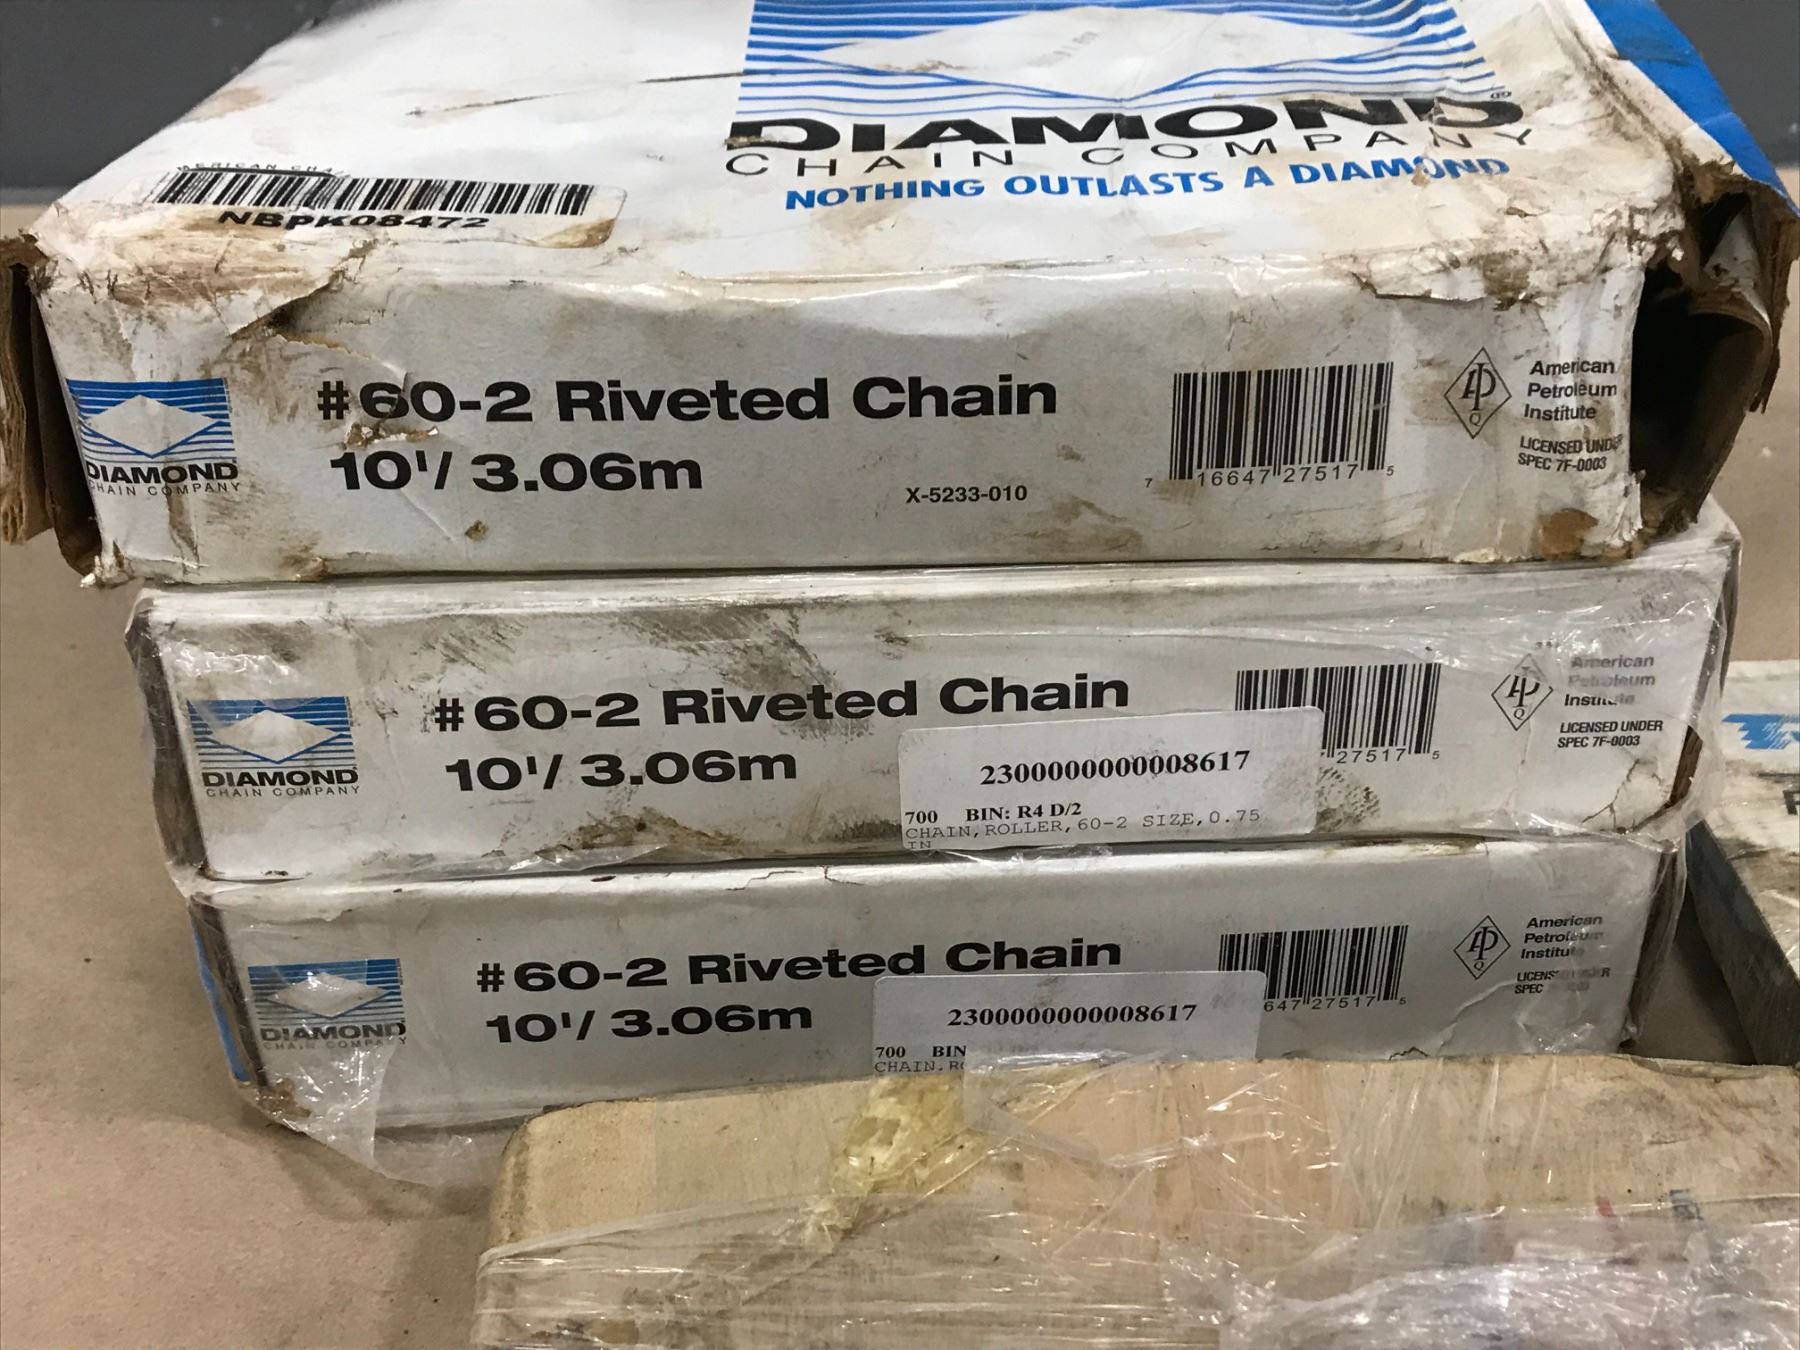 DIAMOND®
CHAIN COMPANY
NOTHING OUTLASTS A DIAMOND
NBPK08472
DIAMOND
CHAIN COMPANY
#60-2 Riveted Chain
10'/ 3.06m
X-5233-010
7 16647 27517 5
American
Petroleum
Institute
LICENSED UNDER
SPEC 7F-0003
DIAMOND
CHAIN COMPANY
#60-2 Riveted Chain
10'/ 3.06m
27517 5
2300000000008617
700 BIN: R4 D/2
CHAIN,ROLLER,60-2 SIZE,0.75
IN
American
Petroleum
Institute
LICENSED UNDER
SPEC 7F-0003
DIAMOND
CHAIN COMPANY
#60-2 Riveted Chain
10'/ 3.06m
647 27517 5
2300000000008617
700 BIN
CHAIN,
American
Petroleum
SPEC